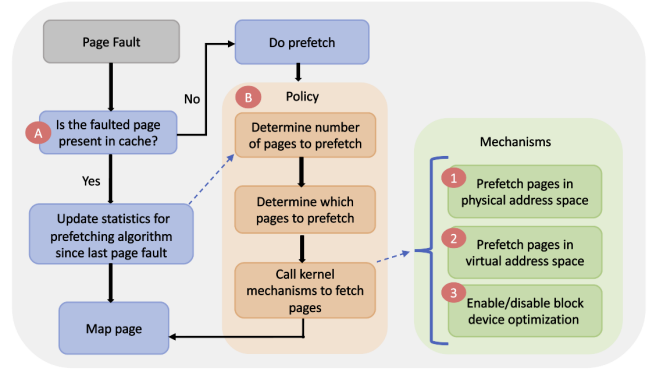 Page Fault
Do prefetch
No
A
Is the faulted page
present in cache?
Yes
Update statistics for
prefetching algorithm
since last page fault
Map page
B
Policy
Determine number
of pages to prefetch
Determine which
pages to prefetch
Call kernel
mechanisms to fetch
pages
Mechanisms
1
Prefetch pages in
physical address space
2
Prefetch pages in
virtual address space
3
Enable/disable block
device optimization